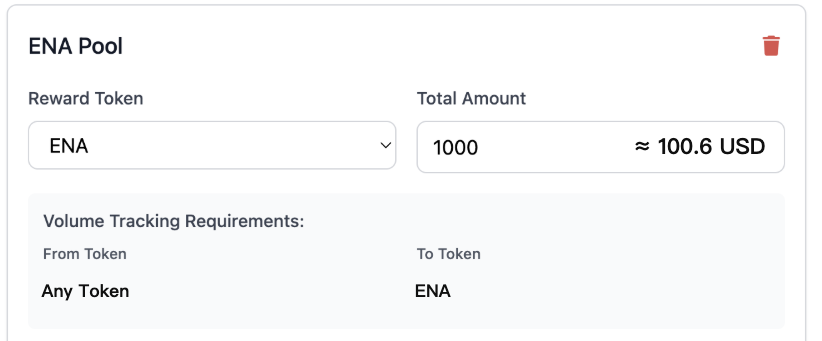 ENA Pool
Reward Token
Total Amount
ENA
1000
≈ 100.6 USD
Volume Tracking Requirements:
From Token
To Token
Any Token
ENA